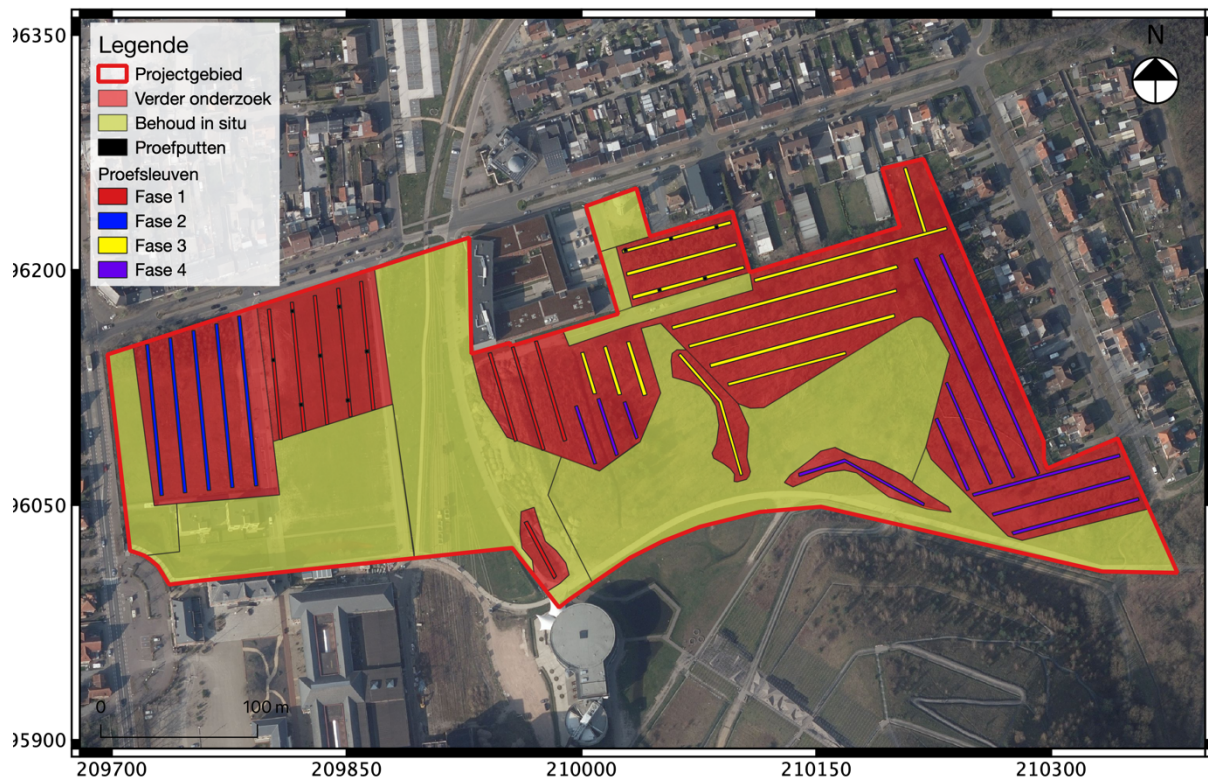 96350
Legende
Projectgebied
Verder onderzoek
Behoud in situ
Proefputten
Proefsleuven
Fase 1
Fase 2
Fase 3
Fase 4
N
96200
96050
95900
0 100 m
209700 209850 210000 210150 210300